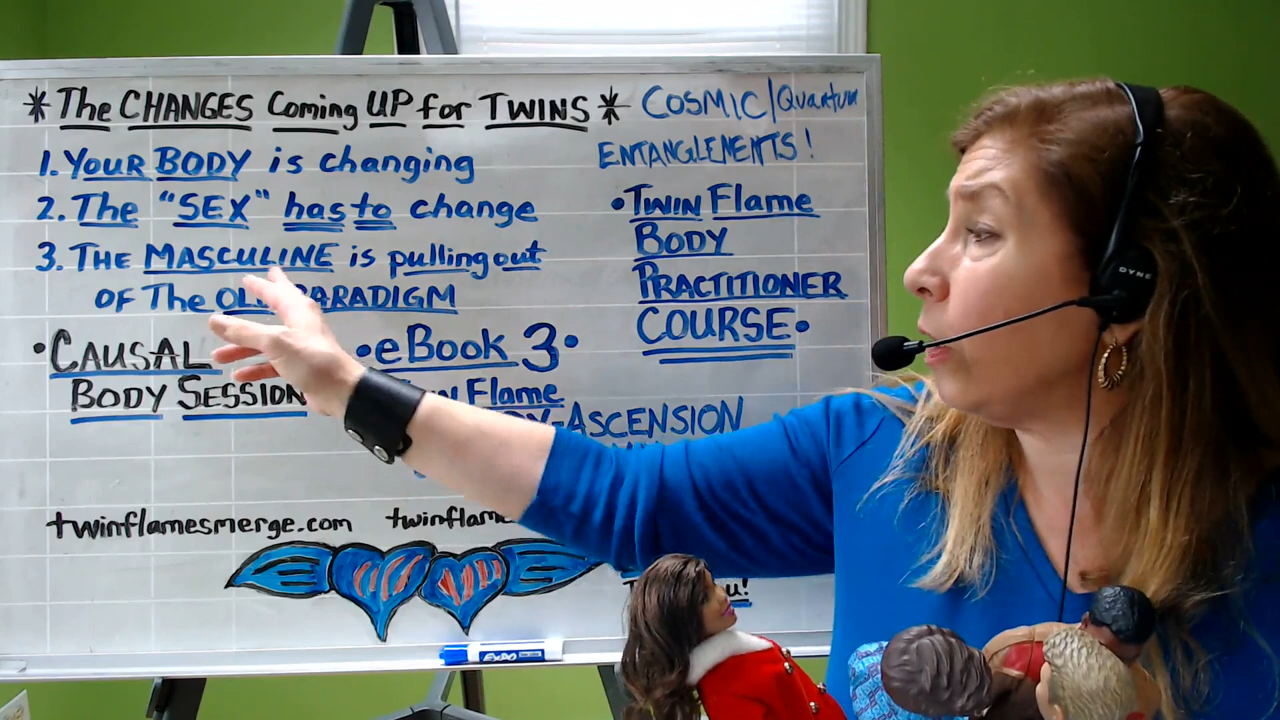 * The CHANGES Coming UP for TWINS *
1. YOUR BODY is changing
2. The "SEX" has to change
3. THE MASCULINE is pulling out
OF The PARADIGM
• CAUSAL
BODY SESSION
• eBook 3 •
Flame
-ASCENSION
COSMIC/Quantum
ENTANGLEMENTS!
• TWIN Flame
BODY
PRACTITIONER
COURSE •
twinflamesmerge.com
EXPO
DYNE